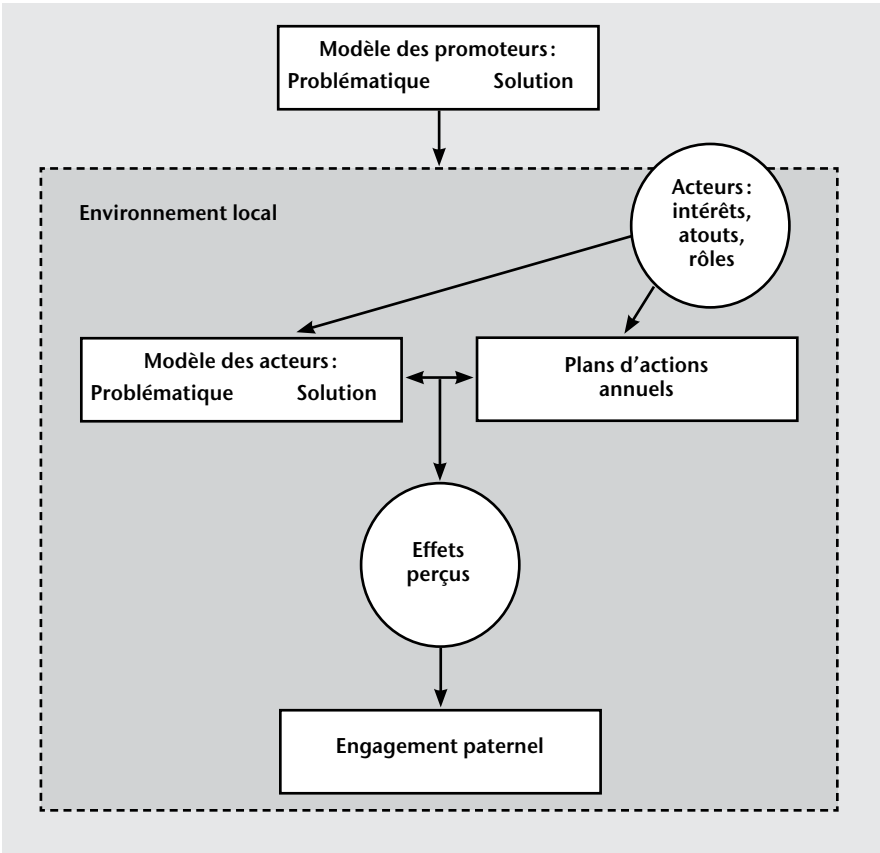 Modèle des promoteurs :
Problématique Solution
Environnement local
Acteurs :
intérêts,
atouts,
rôles
Modèle des acteurs :
Problématique Solution
Plans d’actions
annuels
Effets
perçus
Engagement paternel